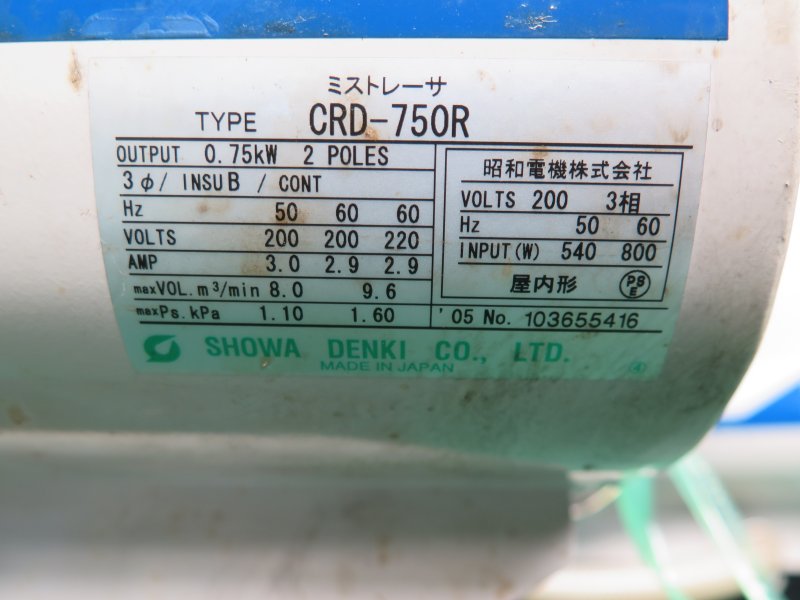 ミストレーサ
TYPE CRD-750R
OUTPUT 0.75kW 2 POLES
3φ/ INSU B / CONT
Hz 50 60 60
VOLTS 200 200 220
AMP 3.0 2.9 2.9
maxVOL. m³/min 8.0 9.6
maxPs. kPa 1.10 1.60
昭和電機株式会社
VOLTS 200 3相
Hz 50 60
INPUT(W) 540 800
屋内形 PSE
'05 No. 103655416
SHOWA DENKI CO., LTD.
MADE IN JAPAN ④